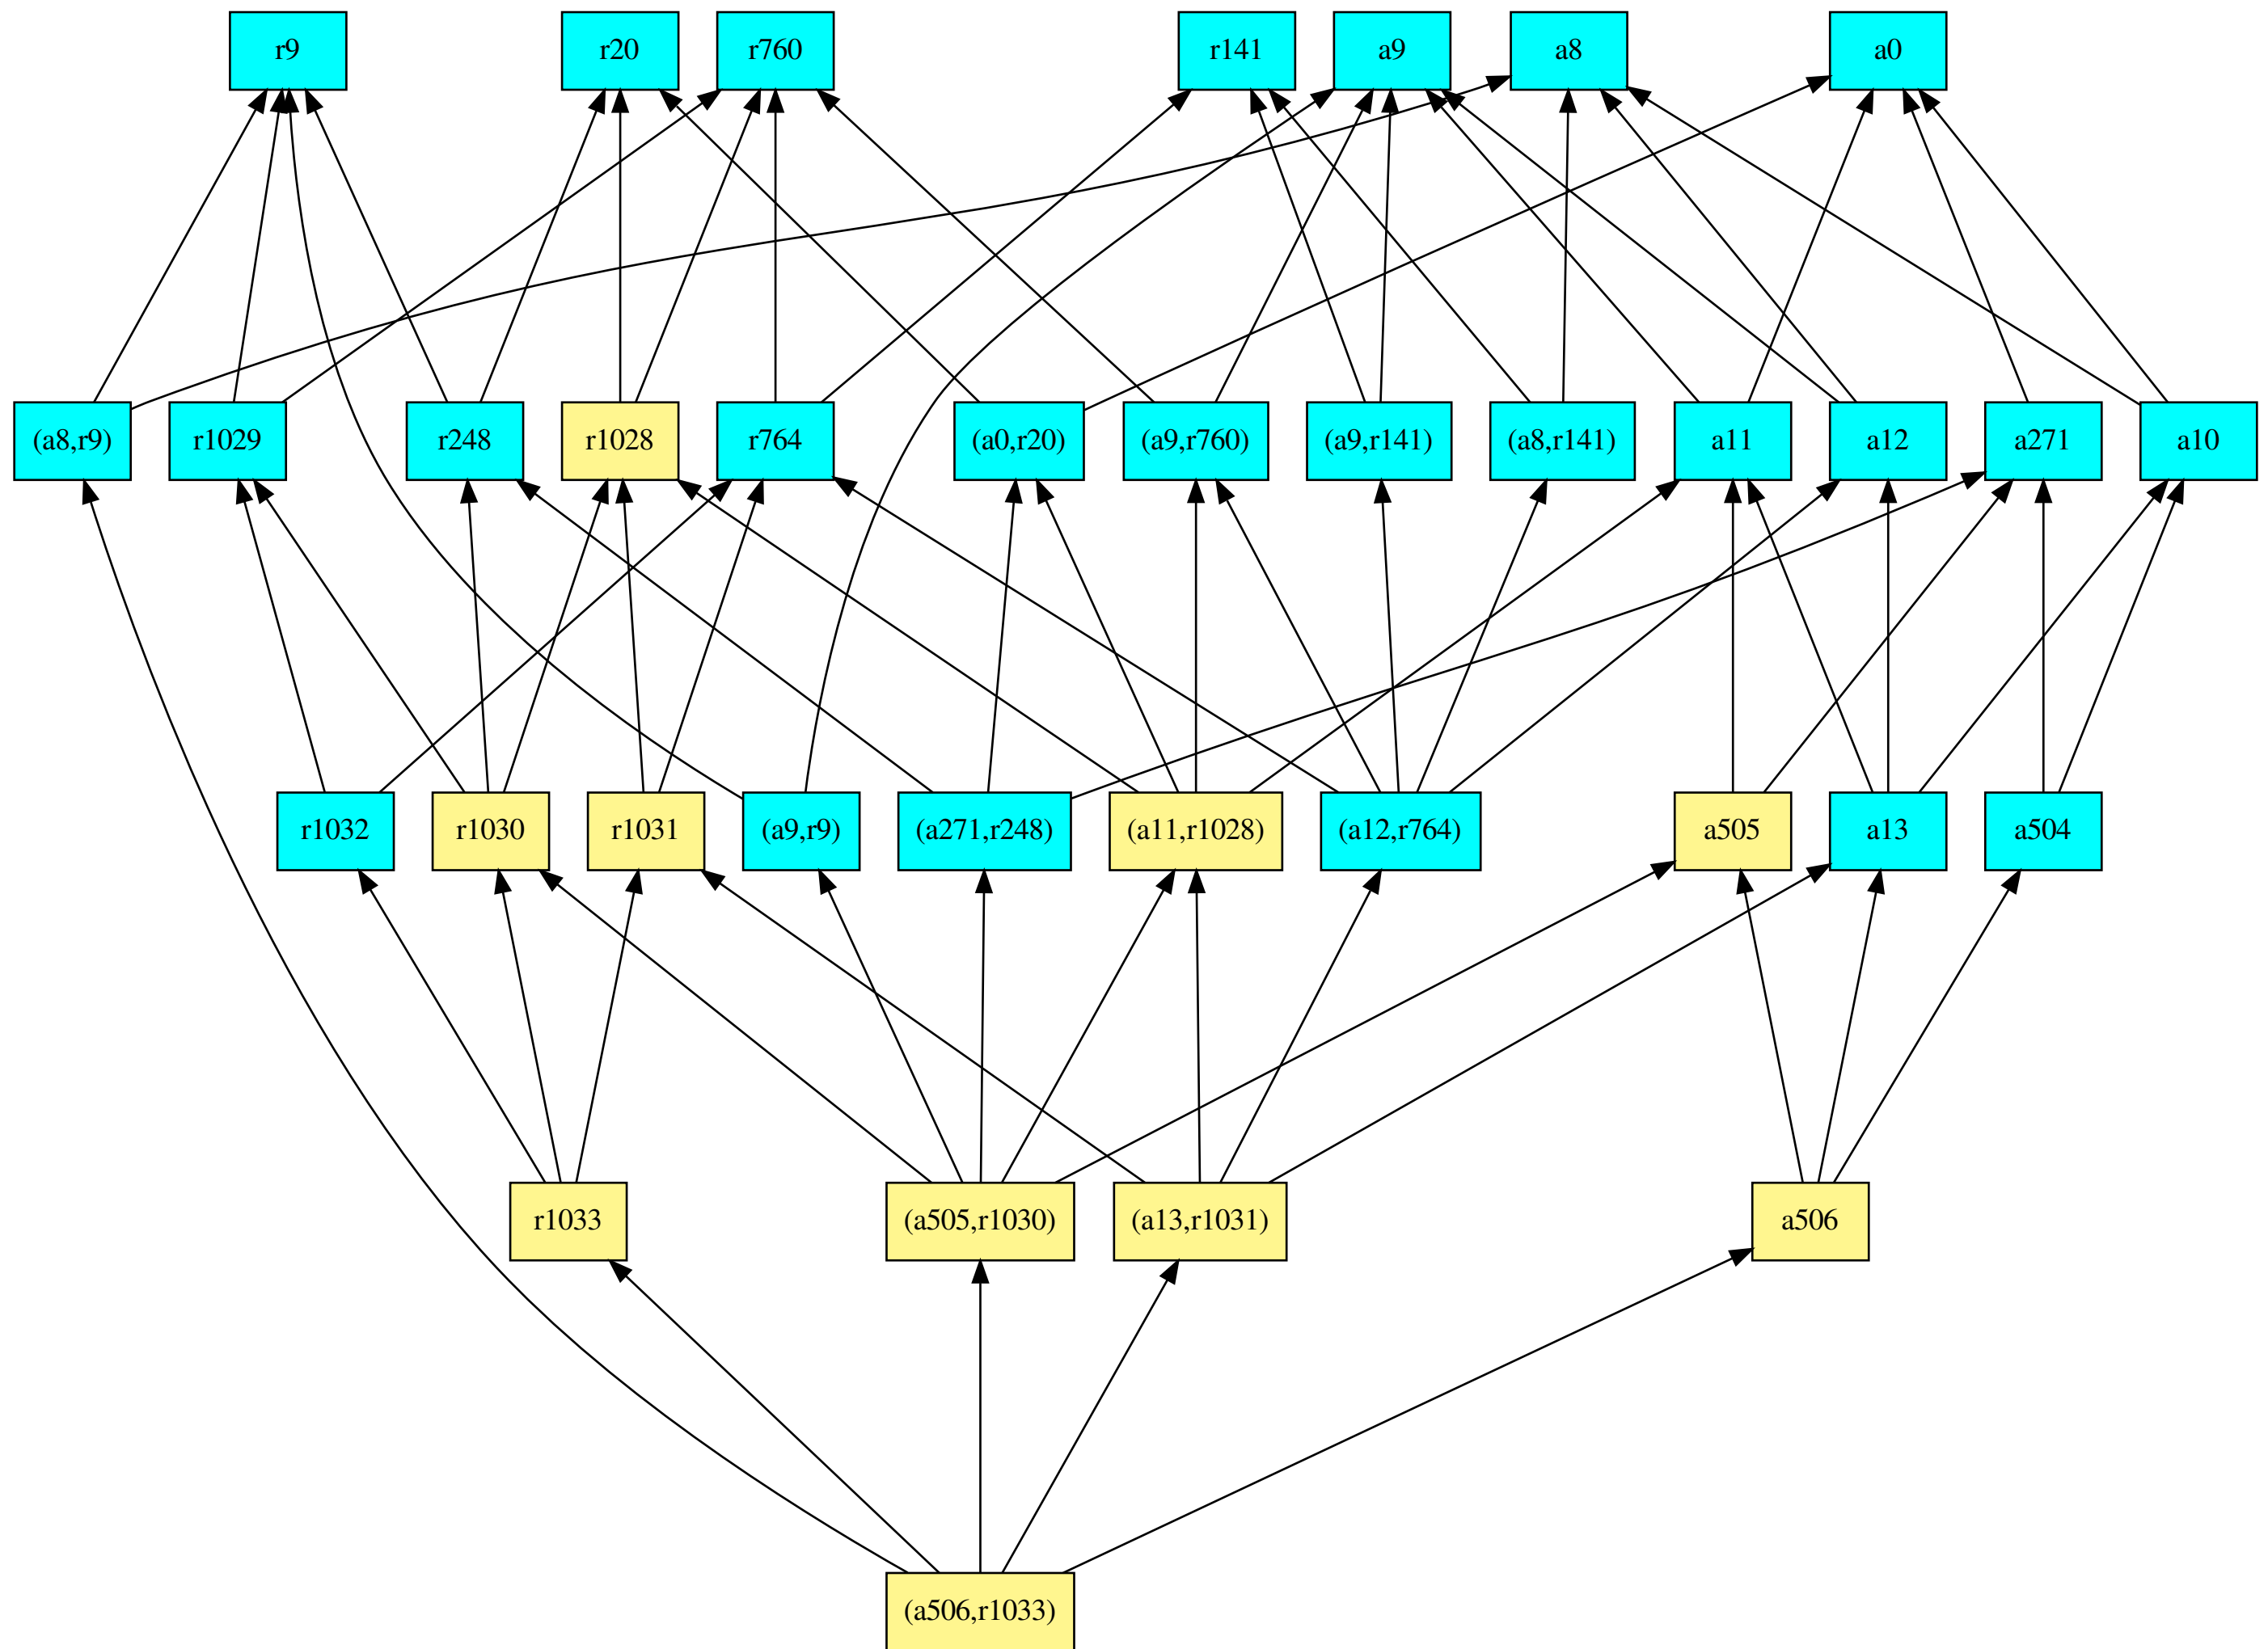 r9
r20
r760
r141
a9
a8
a0
(a8,r9)
r1029
r248
r1028
r764
(a0,r20)
(a9,r760)
(a9,r141)
(a8,r141)
a11
a12
a271
a10
r1032
r1030
r1031
(a9,r9)
(a271,r248)
(a11,r1028)
(a12,r764)
a505
a13
a504
r1033
(a505,r1030)
(a13,r1031)
a506
(a506,r1033)